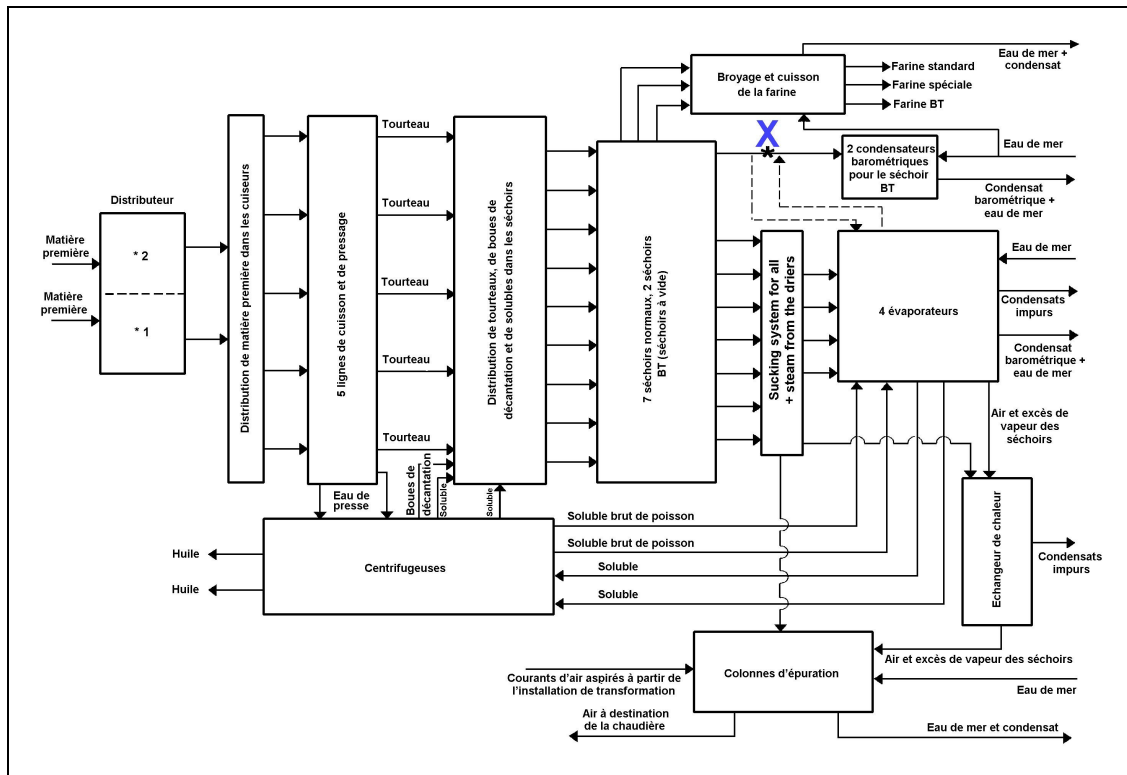 Eau de mer +
condensat
Broyage et cuisson
de la farine
Farine standard
Farine spéciale
Farine BT
X
*
2 condensateurs
barométriques
pour le séchoir
BT
Eau de mer
Condensat
barométrique +
eau de mer
Distributeur
Matière
première
* 2
Matière
première
* 1
Distribution de matière première dans les cuiseurs
5 lignes de cuisson et de pressage
Tourteau
Tourteau
Tourteau
Tourteau
Tourteau
Distribution de tourteaux, de boues de
décantation et de solubles dans les séchoirs
7 séchoirs normaux, 2 séchoirs
BT (séchoirs à vide)
Sucking system for all
+ steam from the driers
4 évaporateurs
Eau de mer
Condensats
impurs
Condensat
barométrique +
eau de mer
Air et excès de
vapeur des
séchoirs
Eau de
presse
Boues de
décantation
Soluble
Soluble
Centrifugeuses
Huile
Huile
Soluble brut de poisson
Soluble brut de poisson
Soluble
Soluble
Echangeur de chaleur
Condensats
impurs
Colonnes d'épuration
Air et excès de vapeur des séchoirs
Eau de mer
Courants d'air aspirés à partir de
l'installation de transformation
Air à destination
de la chaudière
Eau de mer et condensat